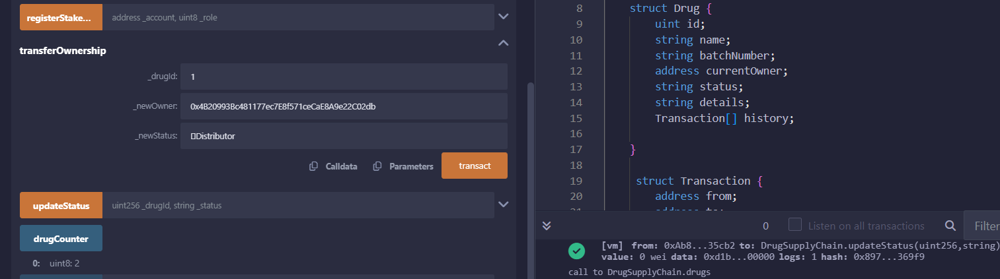 registerStake...
address _account, uint8 _role
transferOwnership
_drugId:
1
_newOwner:
0x4B20993Bc481177ec7E8f571ceCaE8A9e22C02db
_newStatus:
Distributor
Calldata
Parameters
transact
updateStatus
uint256 _drugId, string _status
drugCounter
0: uint8: 2
8 struct Drug {
9 uint id;
10 string name;
11 string batchNumber;
12 address currentOwner;
13 string status;
14 string details;
15 Transaction[] history;
16
17 }
18
19 struct Transaction {
20 address from;
21 address to;
0
Listen on all transactions
Filter
[vm] from: 0xAb8...35cb2 to: DrugSupplyChain.updateStatus(uint256,string)
value: 0 wei data: 0xd1b...00000 logs: 1 hash: 0x897...369f9
call to DrugSupplyChain.drugs